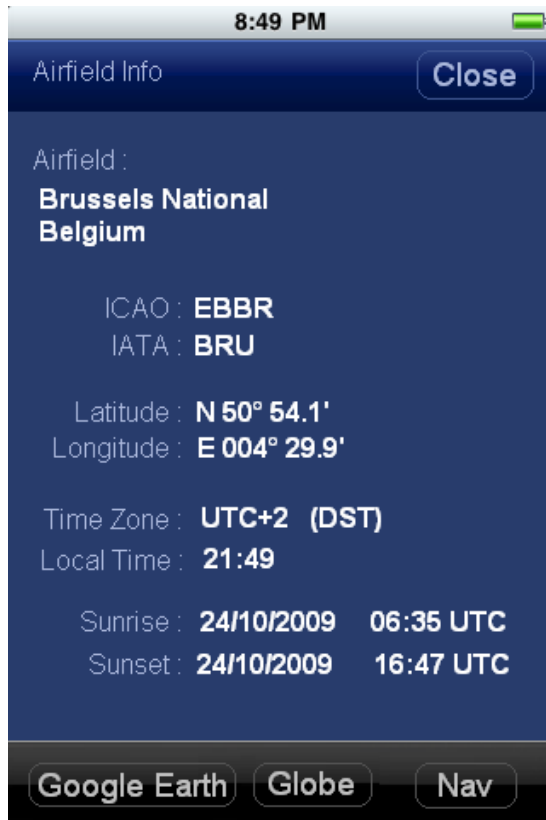 8:49 PM
Airfield Info Close
Airfield :
Brussels National
Belgium
ICAO : EBBR
IATA : BRU
Latitude : N 50° 54.1'
Longitude : E 004° 29.9'
Time Zone : UTC+2 (DST)
Local Time : 21:49
Sunrise : 24/10/2009 06:35 UTC
Sunset : 24/10/2009 16:47 UTC
Google Earth Globe Nav